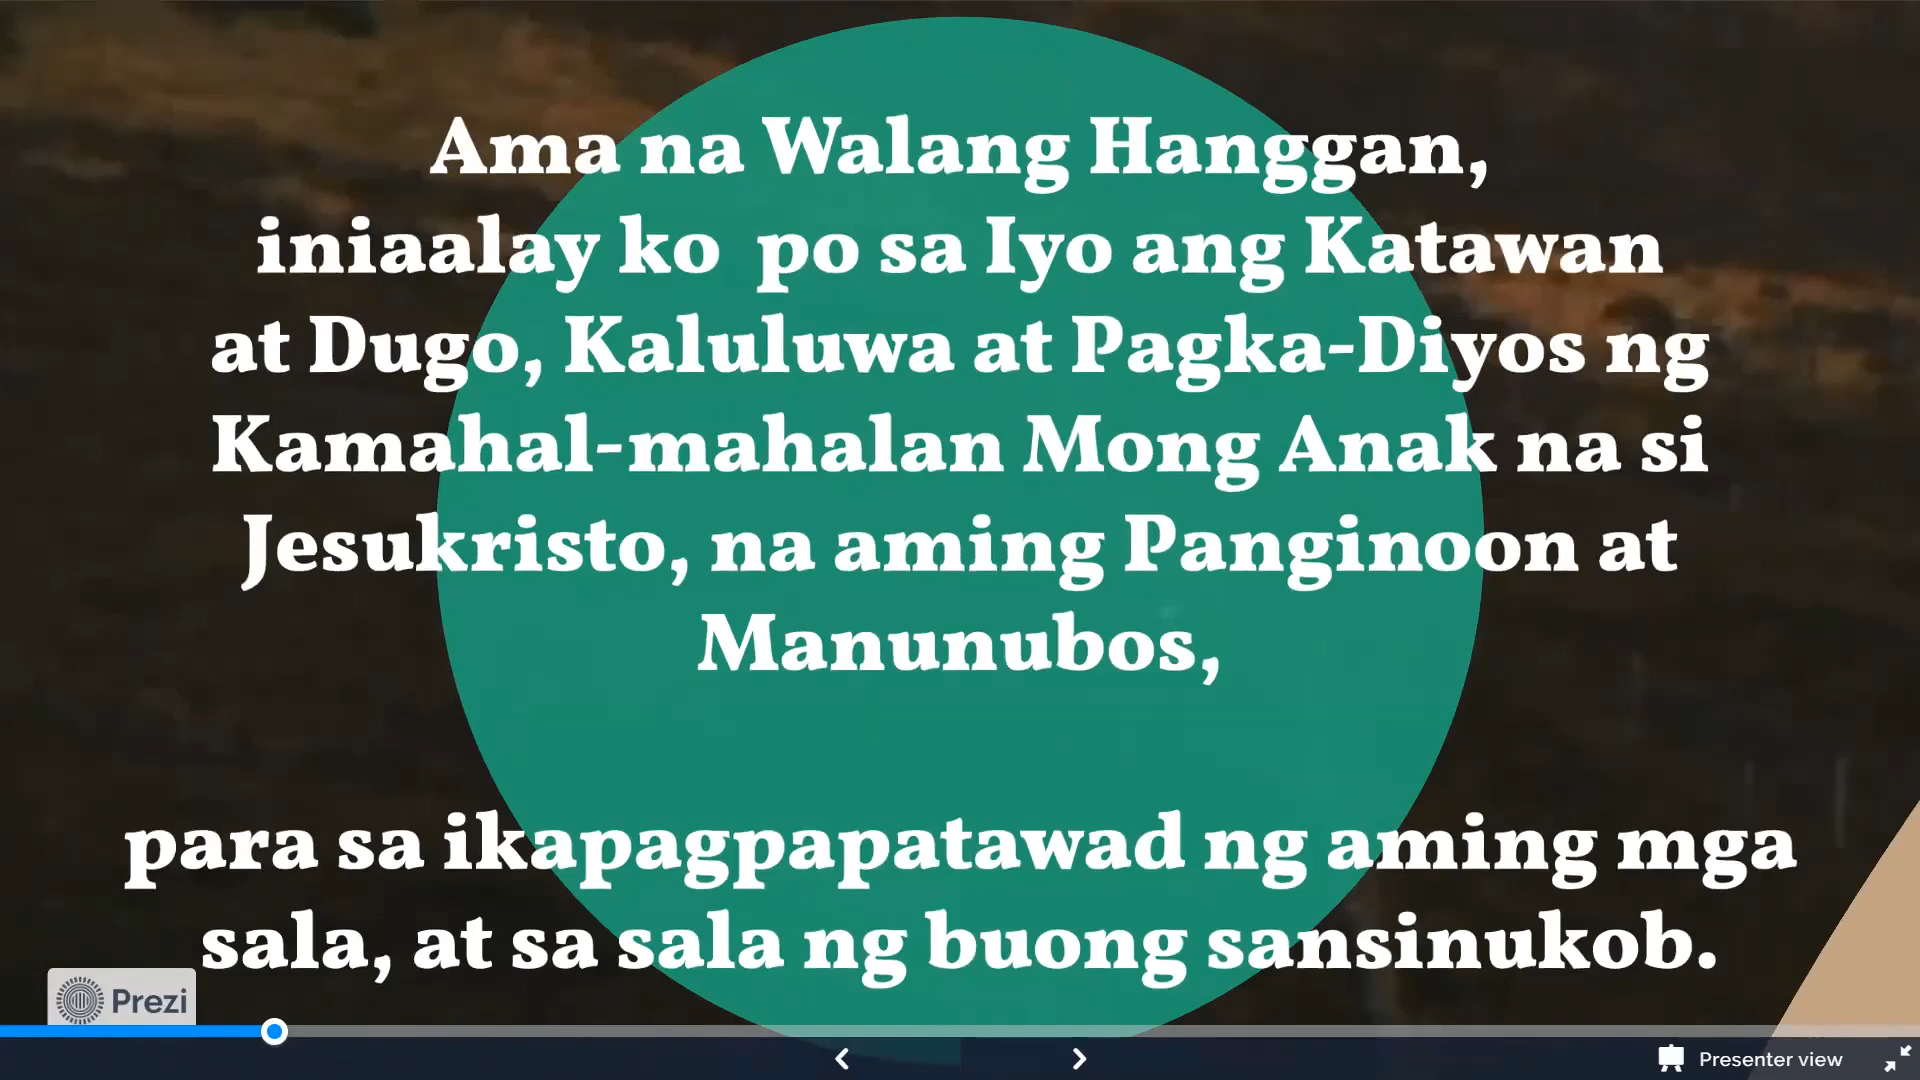 Ama na Walang Hanggan,
iniaalay ko  po sa Iyo ang Katawan
at Dugo, Kaluluwa at Pagka-Diyos ng
Kamahal-mahalan Mong Anak na si
Jesukristo, na aming Panginoon at
Manunubos,
para sa ikapagpapatawad ng aming mga
sala, at sa sala ng buong sansinukob.
Prezi
Presenter view